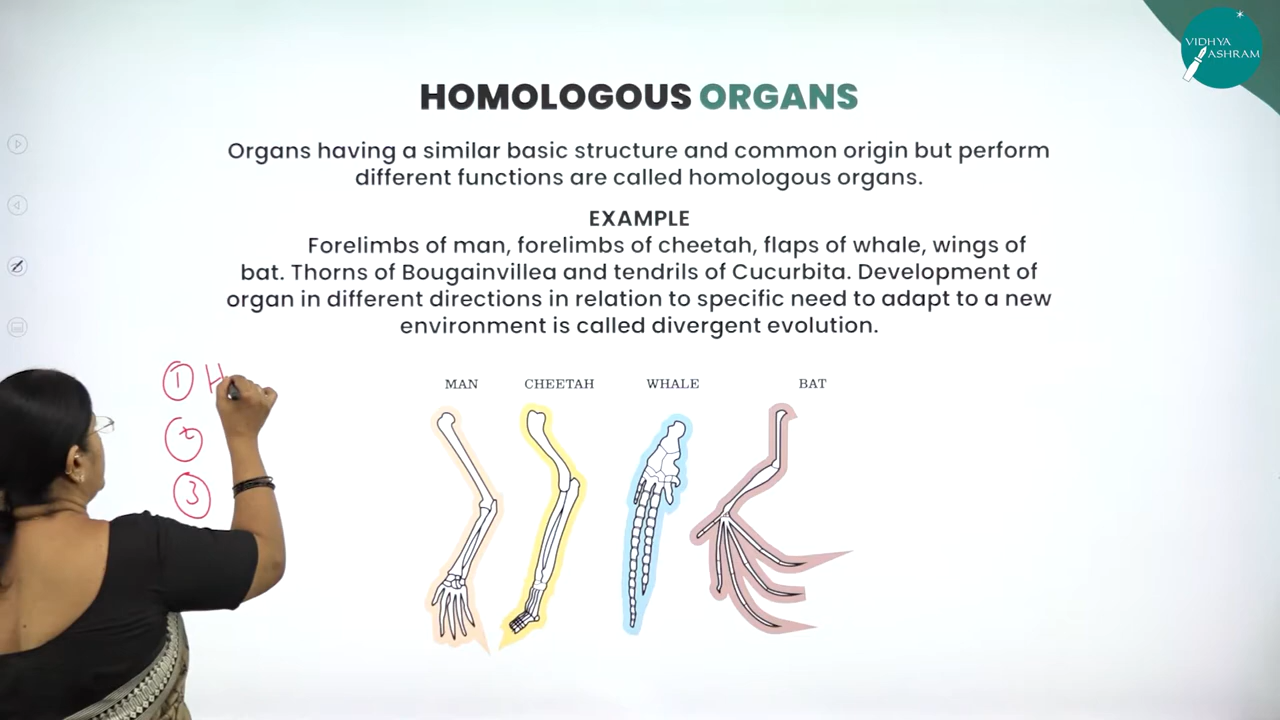 VIDHYA
ASHRAM
HOMOLOGOUS ORGANS
Organs having a similar basic structure and common origin but perform
different functions are called homologous organs.
EXAMPLE
Forelimbs of man, forelimbs of cheetah, flaps of whale, wings of
bat. Thorns of Bougainvillea and tendrils of Cucurbita. Development of
organ in different directions in relation to specific need to adapt to a new
environment is called divergent evolution.
1 H
2
3
MAN CHEETAH WHALE BAT